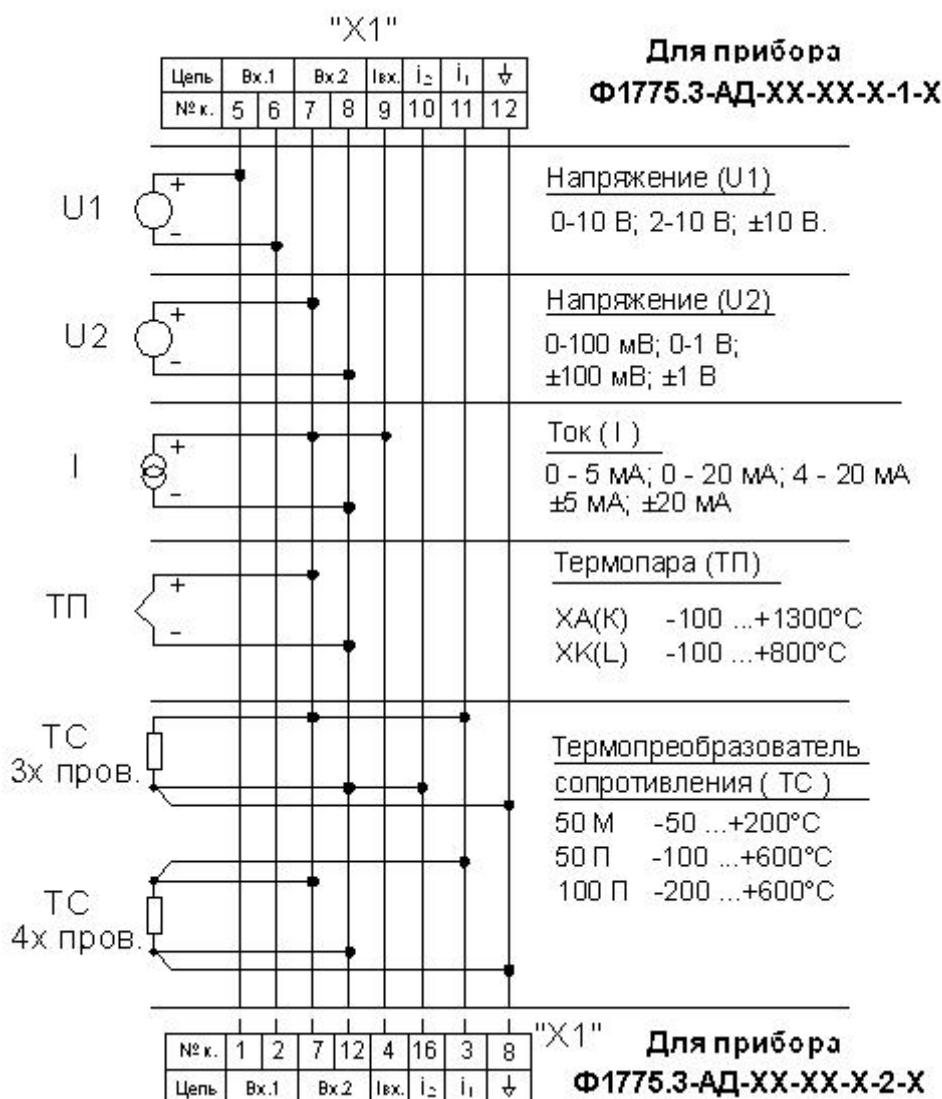 "X1"
Для прибора
Ф1775.3-АД-ХХ-ХХ-Х-1-Х
Цепь Вх.1 Вх.2 Iвх. i₂ i₁
№ к. 5 6 7 8 9 10 11 12
U1 + -
Напряжение (U1)
0-10 В; 2-10 В; ±10 В.
U2 + -
Напряжение (U2)
0-100 мВ; 0-1 В;
±100 мВ; ±1 В
I + -
Ток ( I )
0 - 5 мА; 0 - 20 мА; 4 - 20 мА
±5 мА; ±20 мА
ТП + -
Термопара (ТП)
ХА(К) -100 ...+1300°С
ХК(L) -100 ...+800°С
ТС
3х пров.
Термопреобразователь
сопротивления ( ТС )
50 М -50 ...+200°С
50 П -100 ...+600°С
100 П -200 ...+600°С
ТС
4х пров.
"X1"
№ к. 1 2 7 12 4 16 3 8
Цепь Вх.1 Вх.2 Iвх. i₂ i₁
Для прибора
Ф1775.3-АД-ХХ-ХХ-Х-2-Х